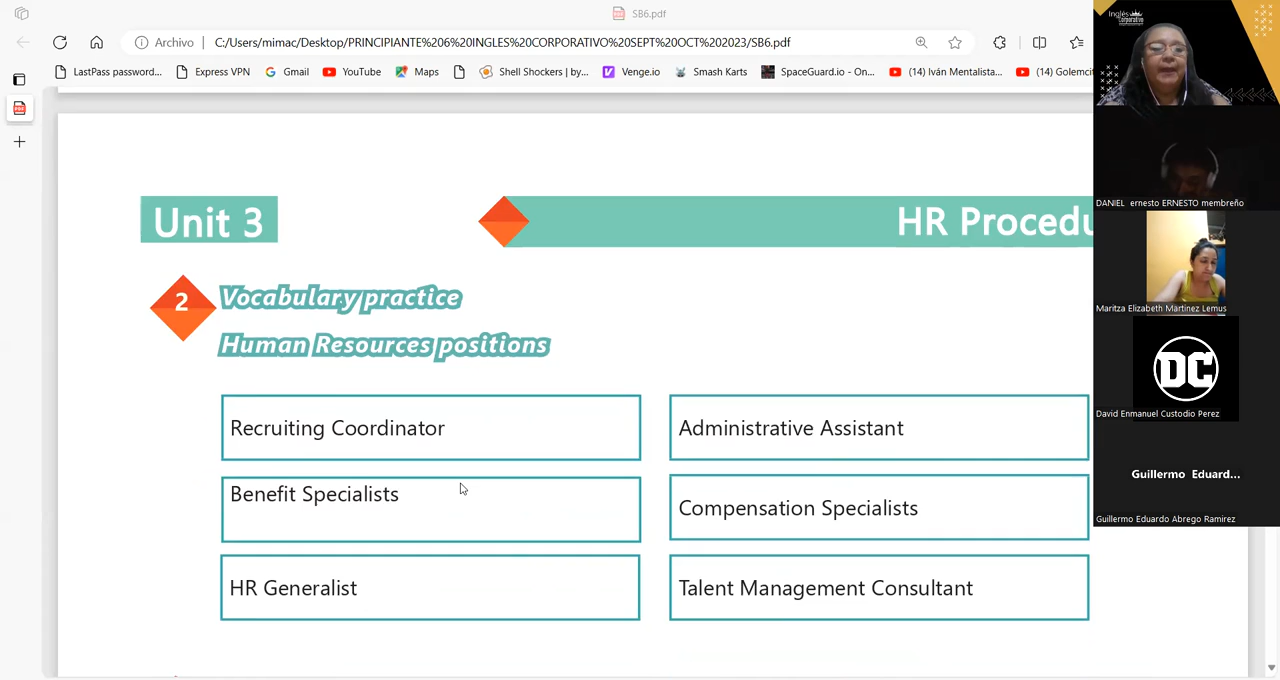 SB6.pdf
Archivo C:/Users/mimac/Desktop/PRINCIPIANTE%206%20INGLES%20CORPORATIVO%20SEPT%20OCT%202023/SB6.pdf
LastPass password... Express VPN Gmail YouTube Maps Shell Shockers | by... Venge.io Smash Karts SpaceGuard.io - On... (14) Iván Mentalista... (14) Golemcit
PDF
Unit 3
HR Procedu
2
Vocabulary practice
Human Resources positions
Recruiting Coordinator
Administrative Assistant
Benefit Specialists
Compensation Specialists
HR Generalist
Talent Management Consultant
Inglés
Corporativo
DANIEL ernesto ERNESTO membreño
Maritza Elizabeth Martinez Lemus
DC
David Enmanuel Custodio Perez
Guillermo Eduard...
Guillermo Eduardo Abrego Ramirez